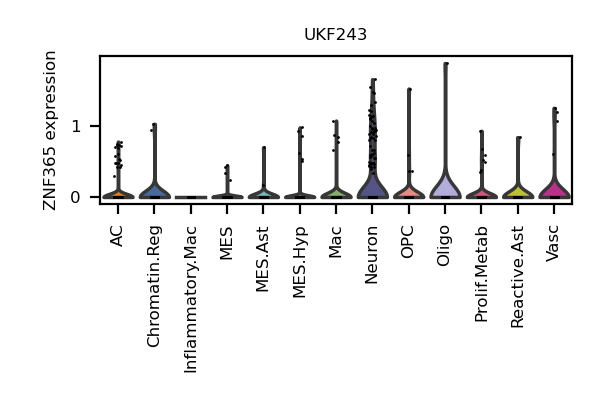 UKF243
ZNF365 expression
1
0
AC
Chromatin.Reg
Inflammatory.Mac
MES
MES.Ast
MES.Hyp
Mac
Neuron
OPC
Oligo
Prolif.Metab
Reactive.Ast
Vasc